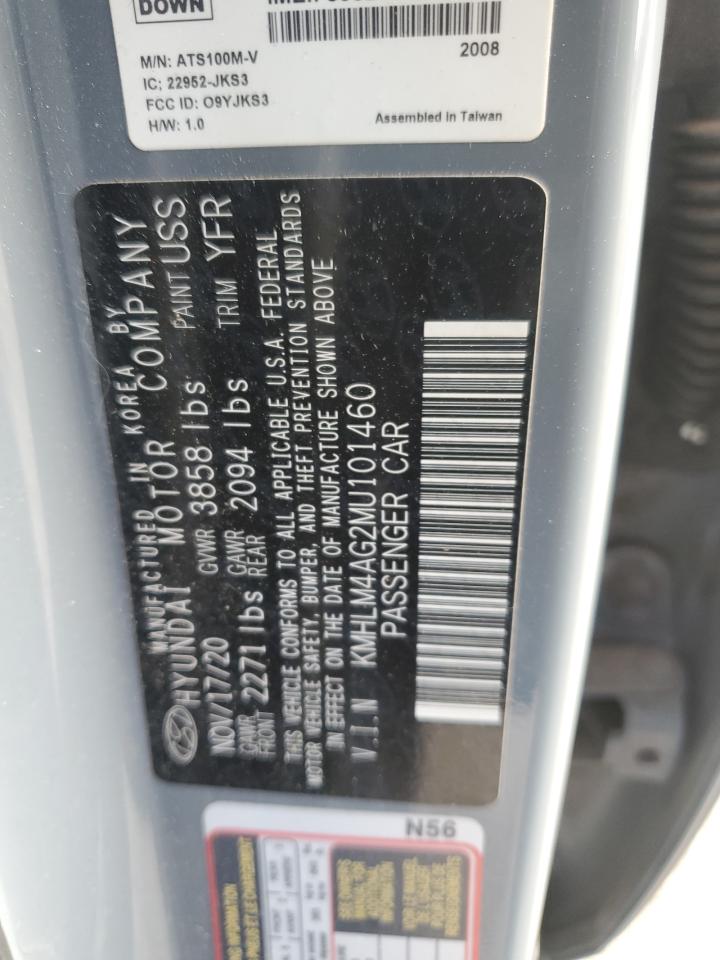 DOWN
M/N: ATS100M-V
2008
IC; 22952-JKS3
FCC ID: O9YJKS3
H/W: 1.0
Assembled in Taiwan
MANUFACTURED IN KOREA BY
HYUNDAI MOTOR COMPANY
NOV/17/20 GVWR 3858 lbs PAINT USS
GAWR FRONT 2271 lbs GAWR REAR 2094 lbs TRIM YFR
THIS VEHICLE CONFORMS TO ALL APPLICABLE U.S.A. FEDERAL
MOTOR VEHICLE SAFETY, BUMPER, AND THEFT PREVENTION STANDARDS
IN EFFECT ON THE DATE OF MANUFACTURE SHOWN ABOVE
V.I.N KMHLM4AG2MU101460
PASSENGER CAR
N56